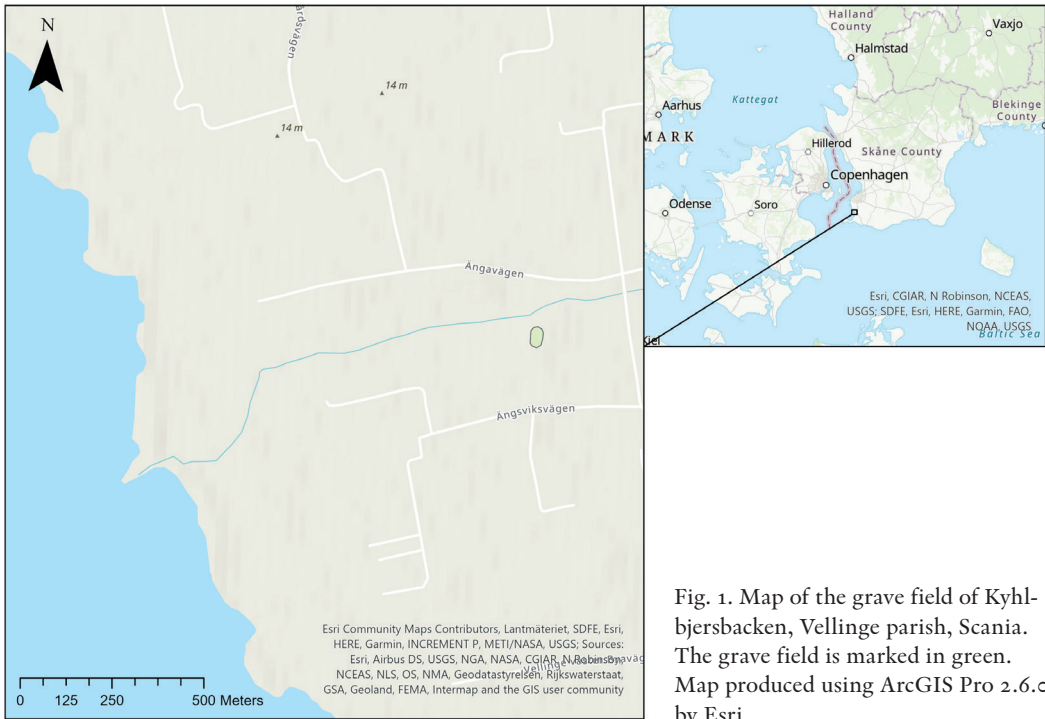 N
årdsvägen
14 m
14 m
Ängavägen
Ängsviksvägen
Esri Community Maps Contributors, Lantmäteriet, SDFE, Esri,
HERE, Garmin, INCREMENT P, METI/NASA, USGS; Sources:
Esri, Airbus DS, USGS, NGA, NASA, CGIAR, N Robinson,
NCEAS, NLS, OS, NMA, Geodatastyrelsen, Rijkswaterstaat,
GSA, Geoland, FEMA, Intermap and the GIS user community
0 125 250 500 Meters
Halland
County
Vaxjo
Halmstad
Kattegat
Aarhus
Blekinge
County
MARK
Hillerod
Skåne County
Copenhagen
Odense
Soro
Esri, CGIAR, N Robinson, NCEAS,
USGS; SDFE, Esri, HERE, Garmin, FAO,
NOAA, USGS
Baltic Sea
Kiel
Fig. 1. Map of the grave field of Kyhl-
bjersbacken, Vellinge parish, Scania.
The grave field is marked in green.
Map produced using ArcGIS Pro 2.6.0
by Esri